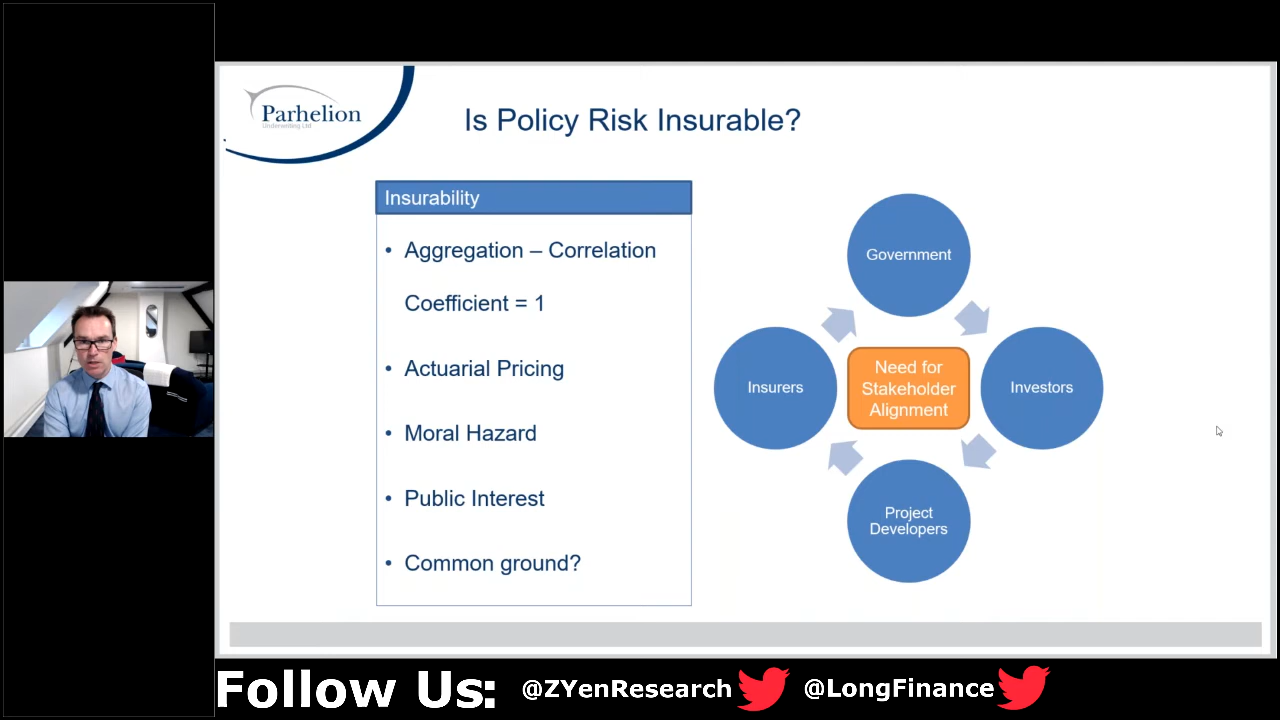 Parhelion
Underwriting Ltd
Is Policy Risk Insurable?
Insurability
• Aggregation – Correlation
Coefficient = 1
• Actuarial Pricing
• Moral Hazard
• Public Interest
• Common ground?
Government
Insurers
Need for
Stakeholder
Alignment
Investors
Project
Developers
Follow Us: @ZYenResearch @LongFinance